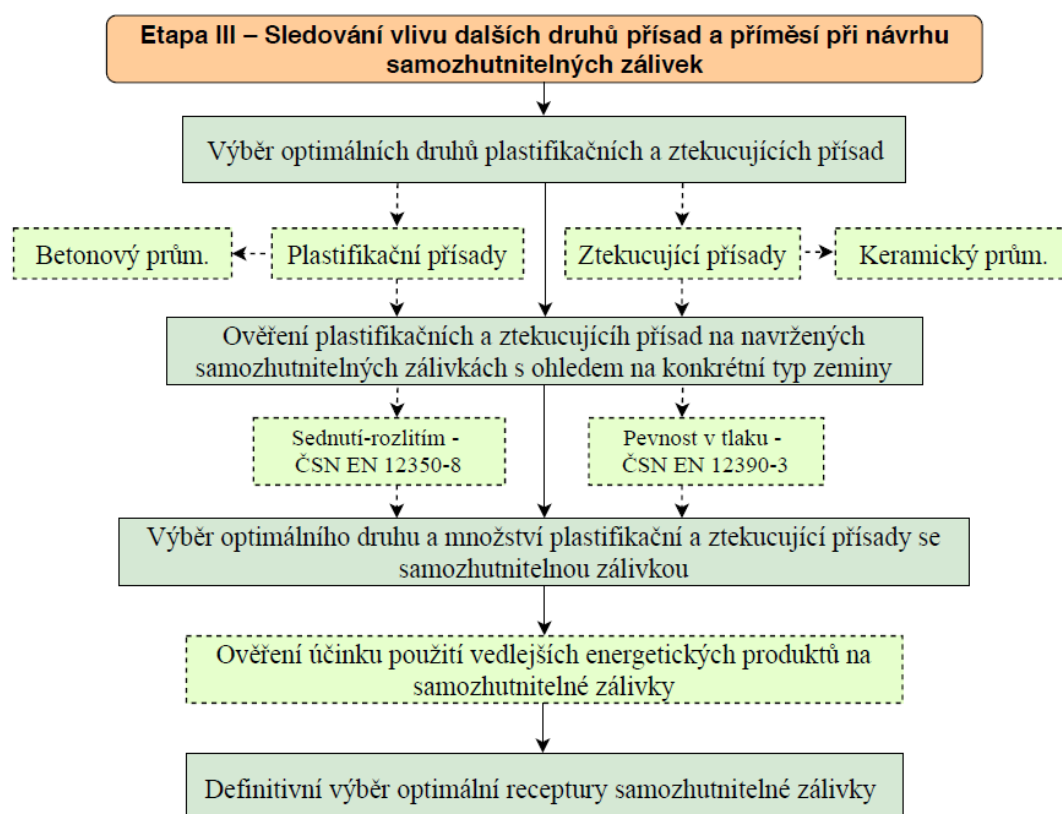 Etapa III – Sledování vlivu dalších druhů přísad a příměsí při návrhu
samozhutnitelných zálivek
Výběr optimálních druhů plastifikačních a ztekucujících přísad
Betonový prům.
Plastifikační přísady
Ztekucující přísady
Keramický prům.
Ověření plastifikačních a ztekucujícíh přísad na navržených
samozhutnitelných zálivkách s ohledem na konkrétní typ zeminy
Sednutí-rozlitím -
ČSN EN 12350-8
Pevnost v tlaku -
ČSN EN 12390-3
Výběr optimálního druhu a množství plastifikační a ztekucující přísady se
samozhutnitelnou zálivkou
Ověření účinku použití vedlejších energetických produktů na
samozhutnitelné zálivky
Definitivní výběr optimální receptury samozhutnitelné zálivky